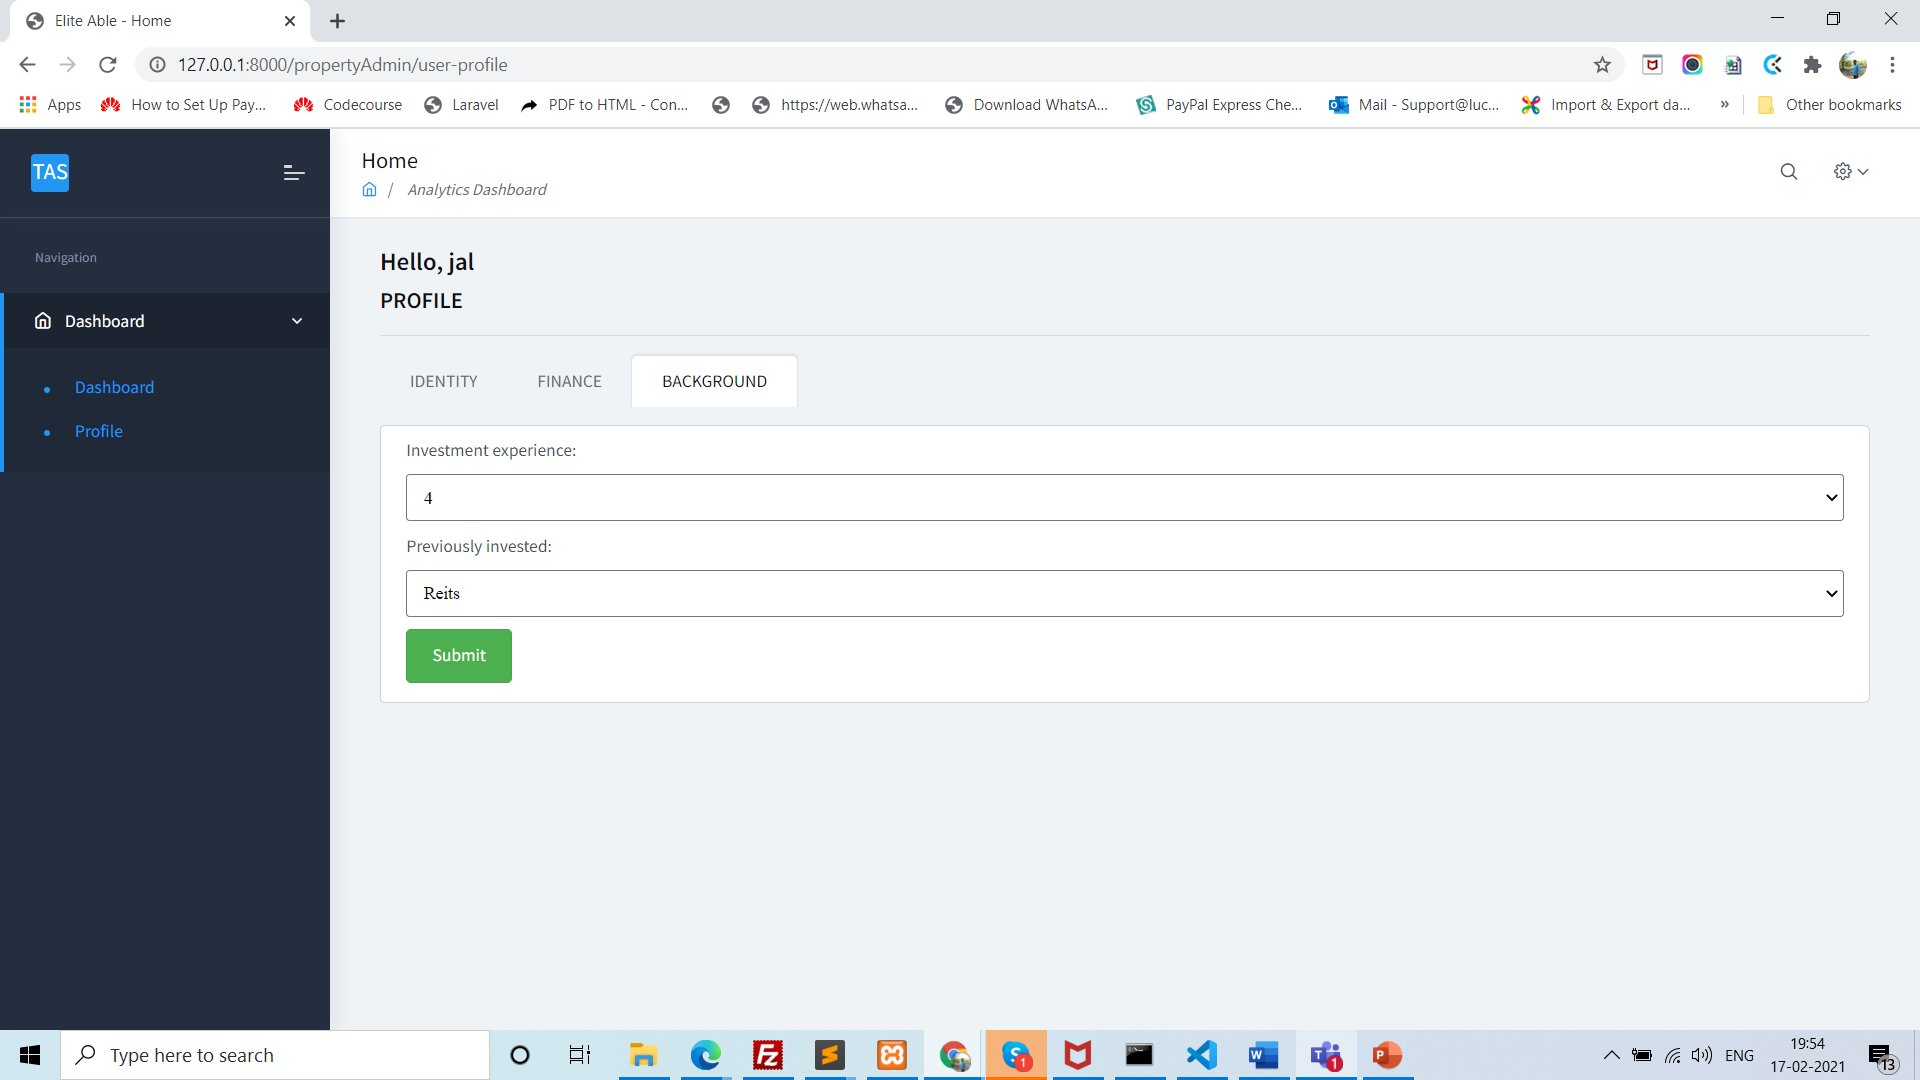 Elite Able - Home
127.0.0.1:8000/propertyAdmin/user-profile
Apps
How to Set Up Pay...
Codecourse
Laravel
PDF to HTML - Con...
https://web.whatsa...
Download WhatsA...
PayPal Express Che...
Mail - Support@luc...
Import & Export da...
»
Other bookmarks
TAS
Home
/ Analytics Dashboard
Navigation
Dashboard
Dashboard
Profile
Hello, jal
PROFILE
IDENTITY
FINANCE
BACKGROUND
Investment experience:
4
Previously invested:
Reits
Submit
Type here to search
1
1
ENG
19:54
17-02-2021
13